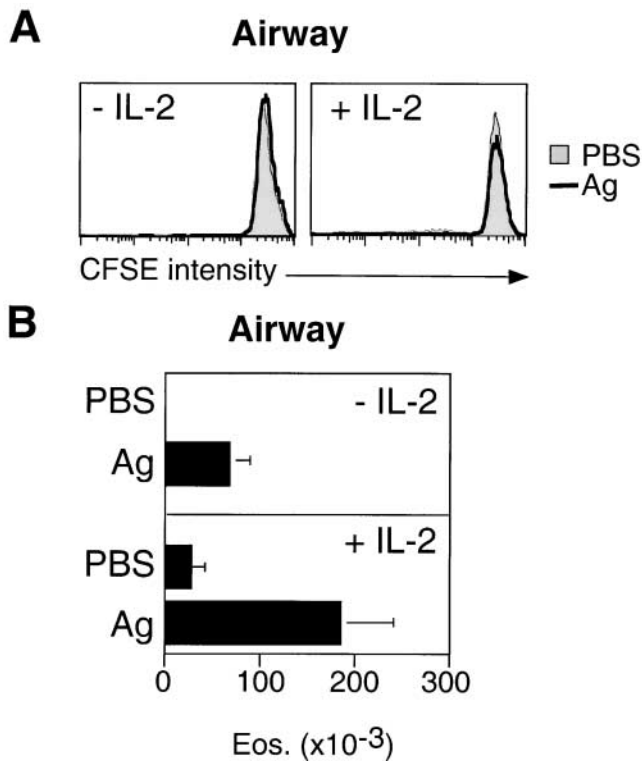 A
Airway
- IL-2
+ IL-2
PBS
Ag
CFSE intensity
B
Airway
PBS
- IL-2
Ag
+ IL-2
PBS
Ag
0 100 200 300
Eos. (x10-3)